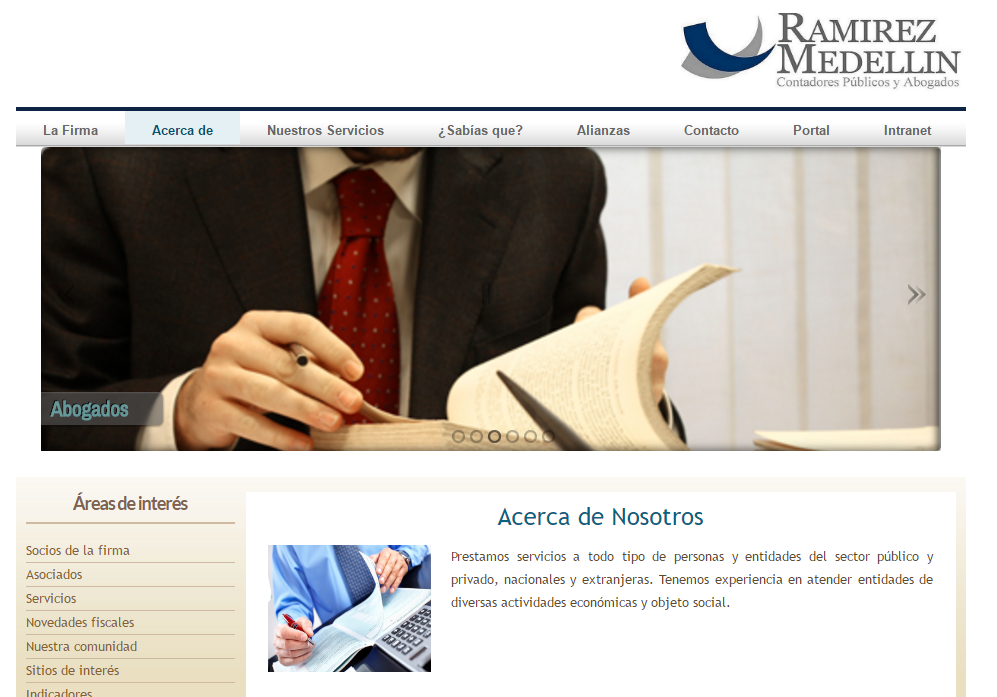 RAMIREZ
MEDELLIN
Contadores Públicos y Abogados
La Firma
Acerca de
Nuestros Servicios
¿Sabías que?
Alianzas
Contacto
Portal
Intranet
Abogados
Áreas de interés
Socios de la firma
Asociados
Servicios
Novedades fiscales
Nuestra comunidad
Sitios de interés
Indicadores
Acerca de Nosotros
Prestamos servicios a todo tipo de personas y entidades del sector público y
privado, nacionales y extranjeras. Tenemos experiencia en atender entidades de
diversas actividades económicas y objeto social.